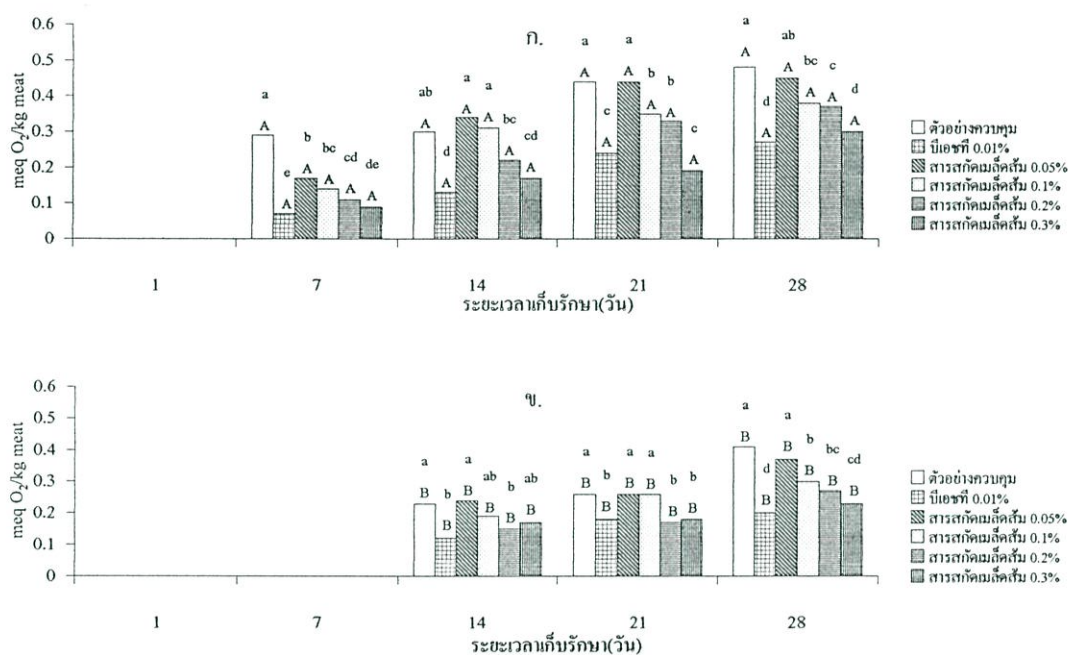 ก.
meq O₂/kg meat
0.6
0.5
0.4
0.3
0.2
0.1
0
a e b bc cd de
A A A A A A
ab d a a bc cd
A A A A A A
a c a b b c
A A A A A A
a d ab bc c d
A A A A A A
1 7 14 21 28
ระยะเวลาเก็บรักษา(วัน)
ตัวอย่างควบคุม
บีเอชที 0.01%
สารสกัดเมล็ดส้ม 0.05%
สารสกัดเมล็ดส้ม 0.1%
สารสกัดเมล็ดส้ม 0.2%
สารสกัดเมล็ดส้ม 0.3%
ข.
meq O₂/kg meat
0.6
0.5
0.4
0.3
0.2
0.1
0
a b a ab b ab
B B B B B B
a b a a b b
B B B B B B
a d a b bc cd
B B B B B B
1 7 14 21 28
ระยะเวลาเก็บรักษา(วัน)
ตัวอย่างควบคุม
บีเอชที 0.01%
สารสกัดเมล็ดส้ม 0.05%
สารสกัดเมล็ดส้ม 0.1%
สารสกัดเมล็ดส้ม 0.2%
สารสกัดเมล็ดส้ม 0.3%